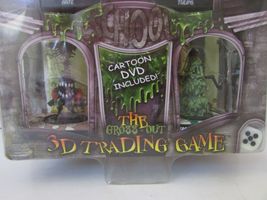 CARTOON
DVD
INCLUDED!
THE
GROSS OUT
3D TRADING GAME